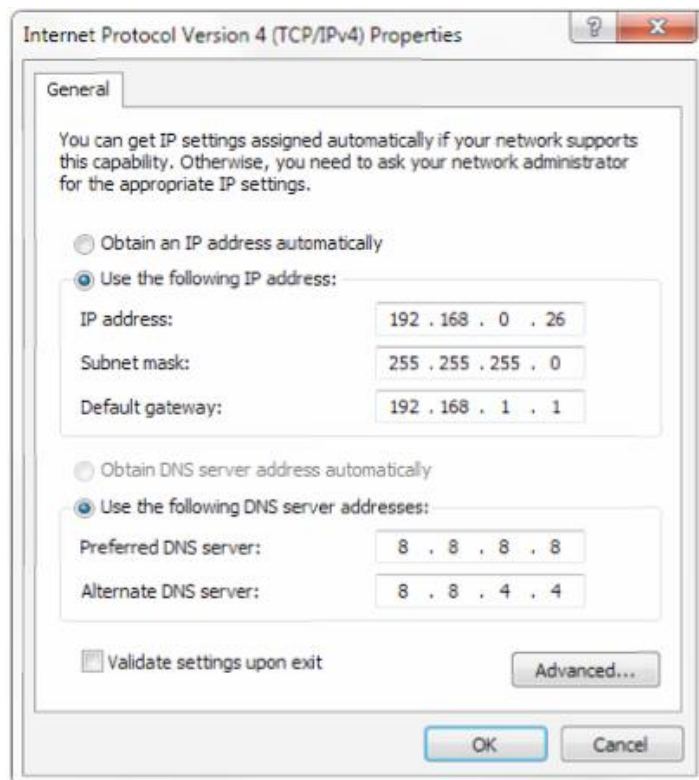 Internet Protocol Version 4 (TCP/IPv4) Properties
?
X
General
You can get IP settings assigned automatically if your network supports
this capability. Otherwise, you need to ask your network administrator
for the appropriate IP settings.
Obtain an IP address automatically
Use the following IP address:
IP address: 192 . 168 . 0 . 26
Subnet mask: 255 . 255 . 255 . 0
Default gateway: 192 . 168 . 1 . 1
Obtain DNS server address automatically
Use the following DNS server addresses:
Preferred DNS server: 8 . 8 . 8 . 8
Alternate DNS server: 8 . 8 . 4 . 4
Validate settings upon exit
Advanced...
OK Cancel